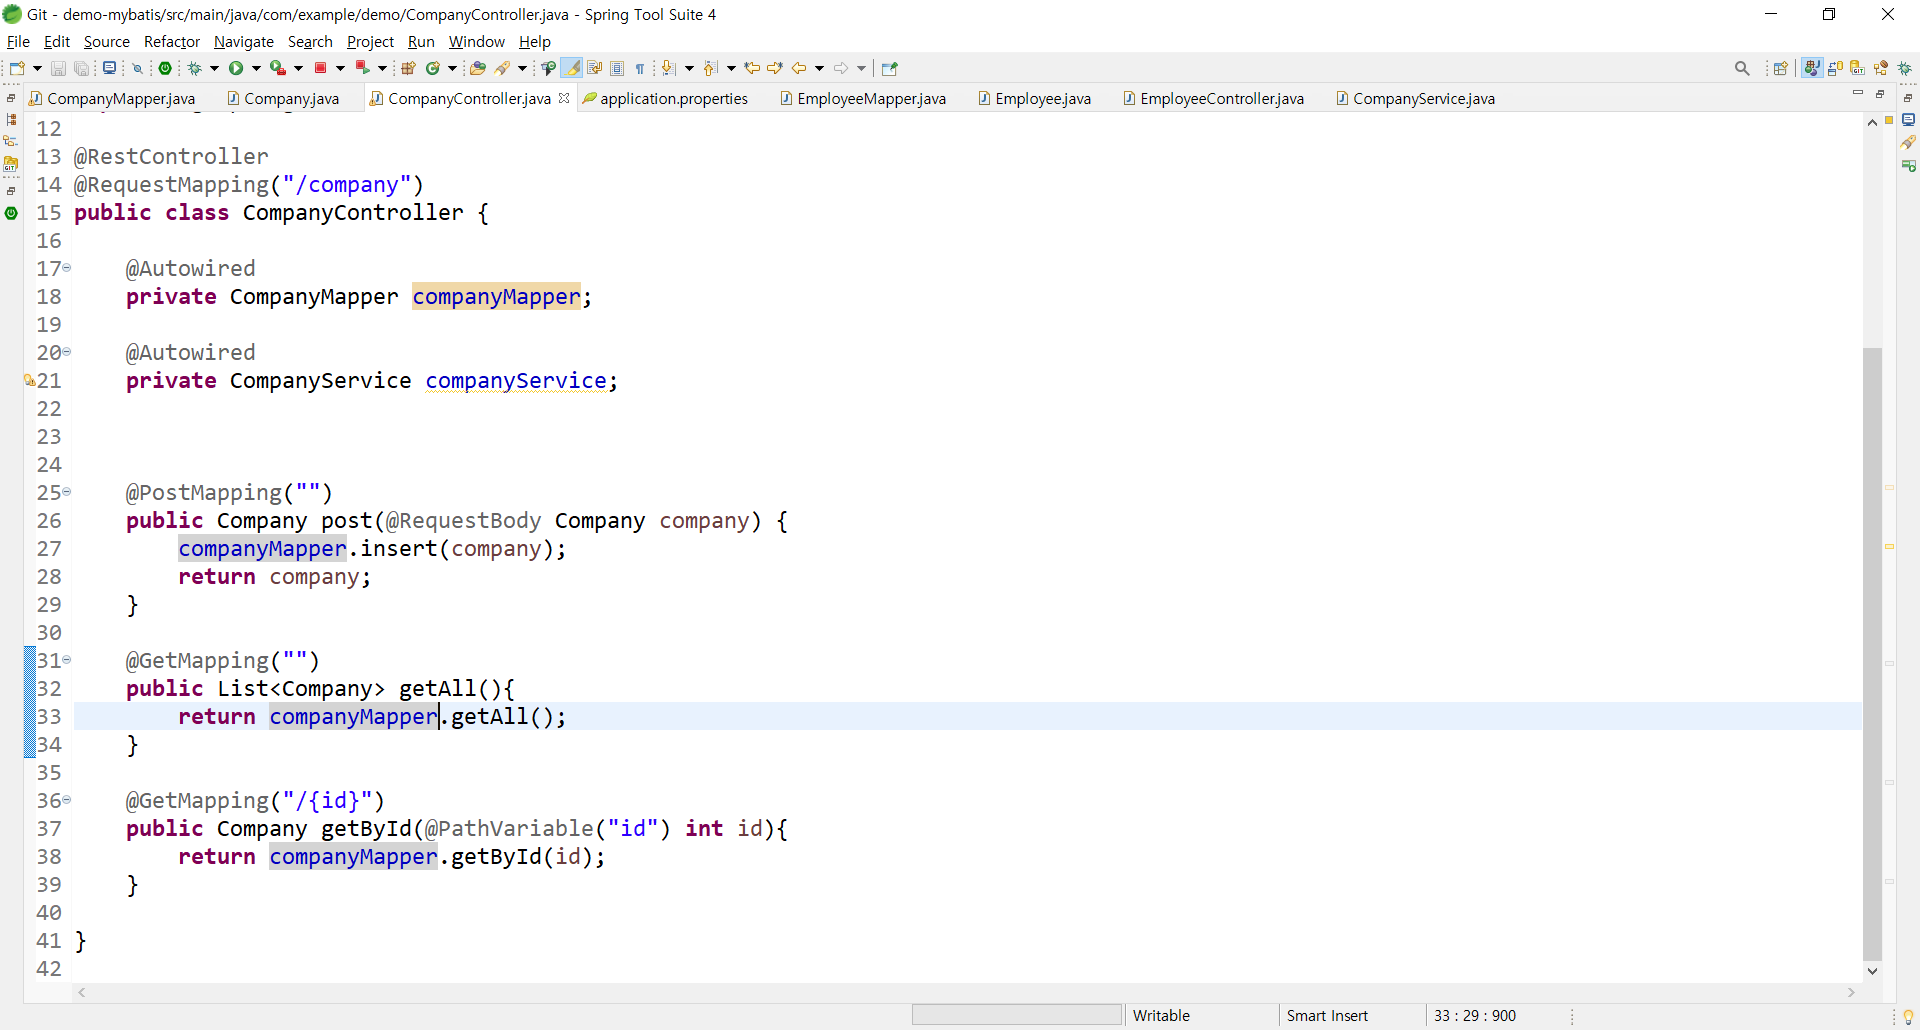 Git - demo-mybatis/src/main/java/com/example/demo/CompanyController.java - Spring Tool Suite 4
File Edit Source Refactor Navigate Search Project Run Window Help
CompanyMapper.java Company.java CompanyController.java application.properties EmployeeMapper.java Employee.java EmployeeController.java CompanyService.java
12
13 @RestController
14 @RequestMapping("/company")
15 public class CompanyController {
16
17 @Autowired
18 private CompanyMapper companyMapper;
19
20 @Autowired
21 private CompanyService companyService;
22
23
24
25 @PostMapping("")
26 public Company post(@RequestBody Company company) {
27 companyMapper.insert(company);
28 return company;
29 }
30
31 @GetMapping("")
32 public List<Company> getAll(){
33 return companyMapper.getAll();
34 }
35
36 @GetMapping("/{id}")
37 public Company getById(@PathVariable("id") int id){
38 return companyMapper.getById(id);
39 }
40
41 }
42
Writable Smart Insert 33 : 29 : 900